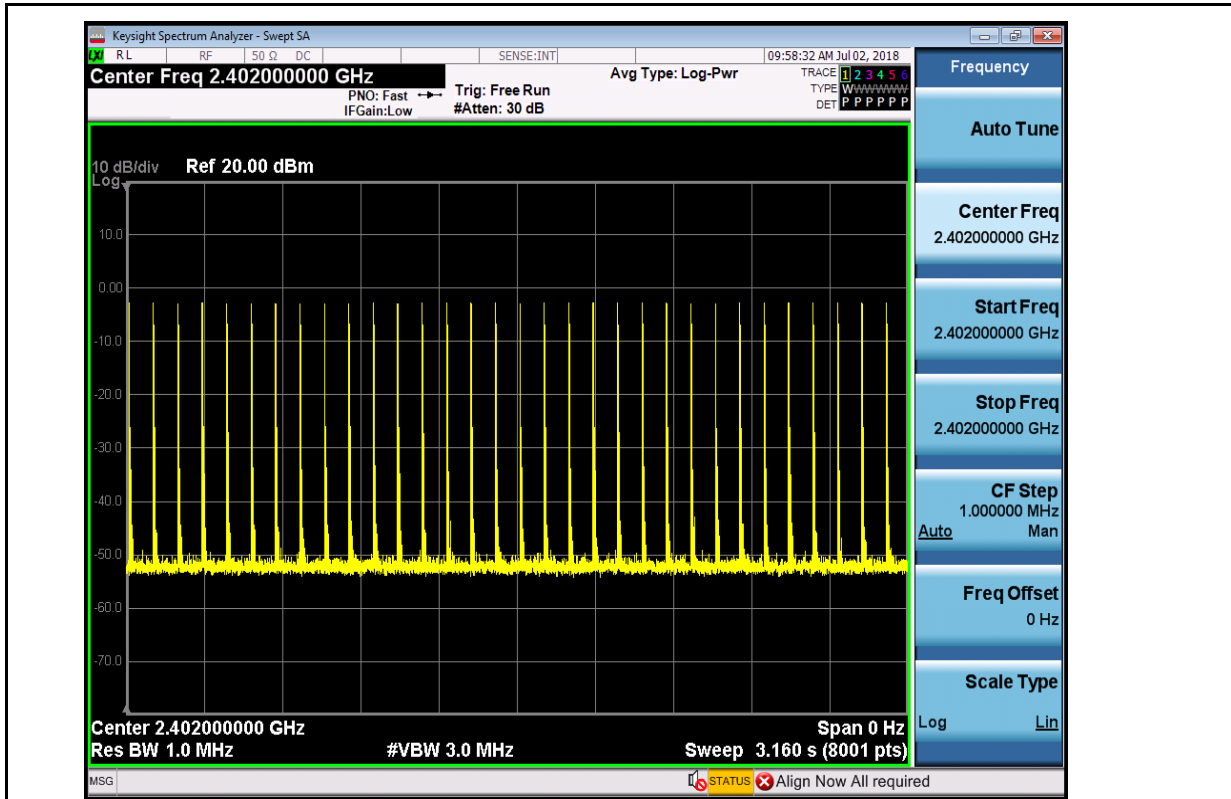 Keysight Spectrum Analyzer - Swept SA
LXI RL RF 50 Ω DC SENSE:INT 09:58:32 AM Jul 02, 2018
Center Freq 2.402000000 GHz
PNO: Fast
IFGain:Low
Trig: Free Run
#Atten: 30 dB
Avg Type: Log-Pwr
TRACE 1 2 3 4 5 6
TYPE WWWWWW
DET P P P P P P
10 dB/div Ref 20.00 dBm
Log
10.0
0.00
-10.0
-20.0
-30.0
-40.0
-50.0
-60.0
-70.0
Center 2.402000000 GHz Span 0 Hz
Res BW 1.0 MHz #VBW 3.0 MHz Sweep 3.160 s (8001 pts)
MSG STATUS Align Now All required
Frequency
Auto Tune
Center Freq
2.402000000 GHz
Start Freq
2.402000000 GHz
Stop Freq
2.402000000 GHz
CF Step
1.000000 MHz
Auto Man
Freq Offset
0 Hz
Scale Type
Log Lin